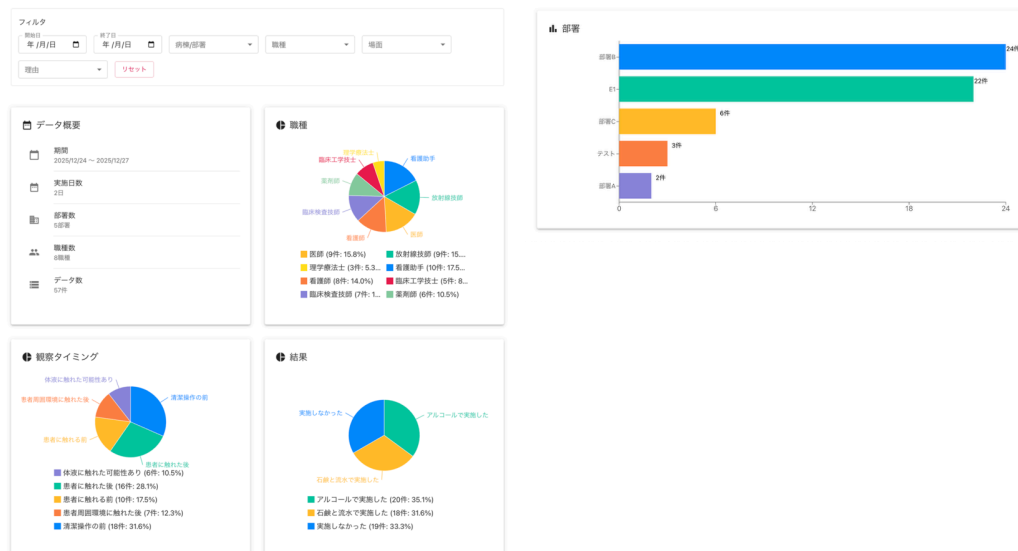 フィルタ
開始日
年 /月/日
終了日
年 /月/日
病棟/部署
職種
場面
理由
リセット
データ概要
期間
2025/12/24 〜 2025/12/27
実施日数
2日
部署数
5部署
職種数
8職種
データ数
57件
職種
理学療法士
看護助手
臨床工学技士
薬剤師
放射線技師
臨床検査技師
医師
看護師
医師 (9件: 15.8%)
放射線技師 (9件: 15....
理学療法士 (3件: 5.3...
看護助手 (10件: 17.5...
看護師 (8件: 14.0%)
臨床工学技士 (5件: 8...
臨床検査技師 (7件: 1...
薬剤師 (6件: 10.5%)
観察タイミング
体液に触れた可能性あり
清潔操作の前
患者周囲環境に触れた後
患者に触れる前
患者に触れた後
体液に触れた可能性あり (6件: 10.5%)
患者に触れた後 (16件: 28.1%)
患者に触れる前 (10件: 17.5%)
患者周囲環境に触れた後 (7件: 12.3%)
清潔操作の前 (18件: 31.6%)
結果
実施しなかった
アルコールで実施した
石鹸と流水で実施した
アルコールで実施した (20件: 35.1%)
石鹸と流水で実施した (18件: 31.6%)
実施しなかった (19件: 33.3%)
部署
部署B
24件
E1
22件
部署C
6件
テスト
3件
部署A
2件
0 6 12 18 24